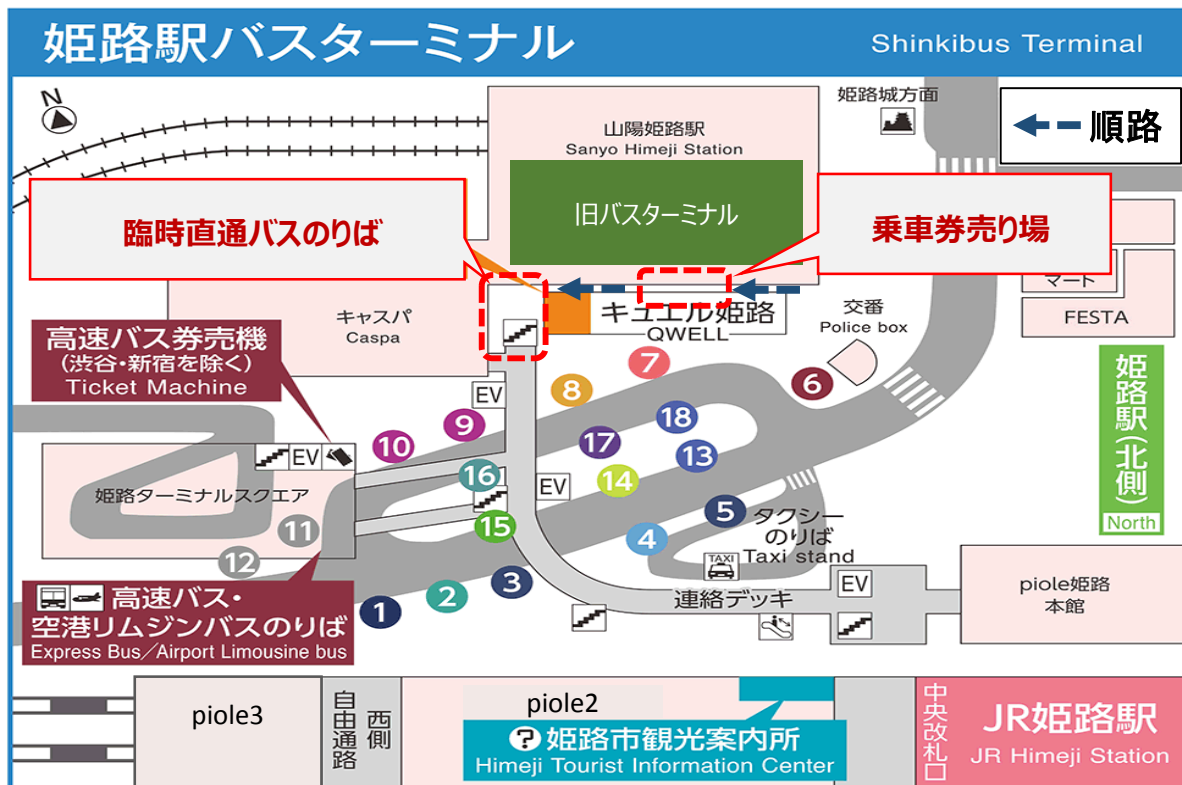 姫路駅バスターミナル
Shinkibus Terminal
N
姫路城方面
順路
山陽姫路駅
Sanyo Himeji Station
旧バスターミナル
臨時直通バスのりば
乗車券売り場
キャスパ
Caspa
キュエル姫路
QWELL
交番
Police box
マート
FESTA
高速バス券売機
(渋谷・新宿を除く)
Ticket Machine
姫路駅(北側)
North
EV
7
8
6
9
10
18
17
13
16
14
EV
EV
姫路ターミナルスクエア
11
12
15
5
4
タクシー
のりば
Taxi stand
TAXI
3
2
1
高速バス・
空港リムジンバスのりば
Express Bus/Airport Limousine bus
連絡デッキ
EV
piole姫路
本館
piole3
西側
自由通路
piole2
?姫路市観光案内所
Himeji Tourist Information Center
中央改札口
JR姫路駅
JR Himeji Station